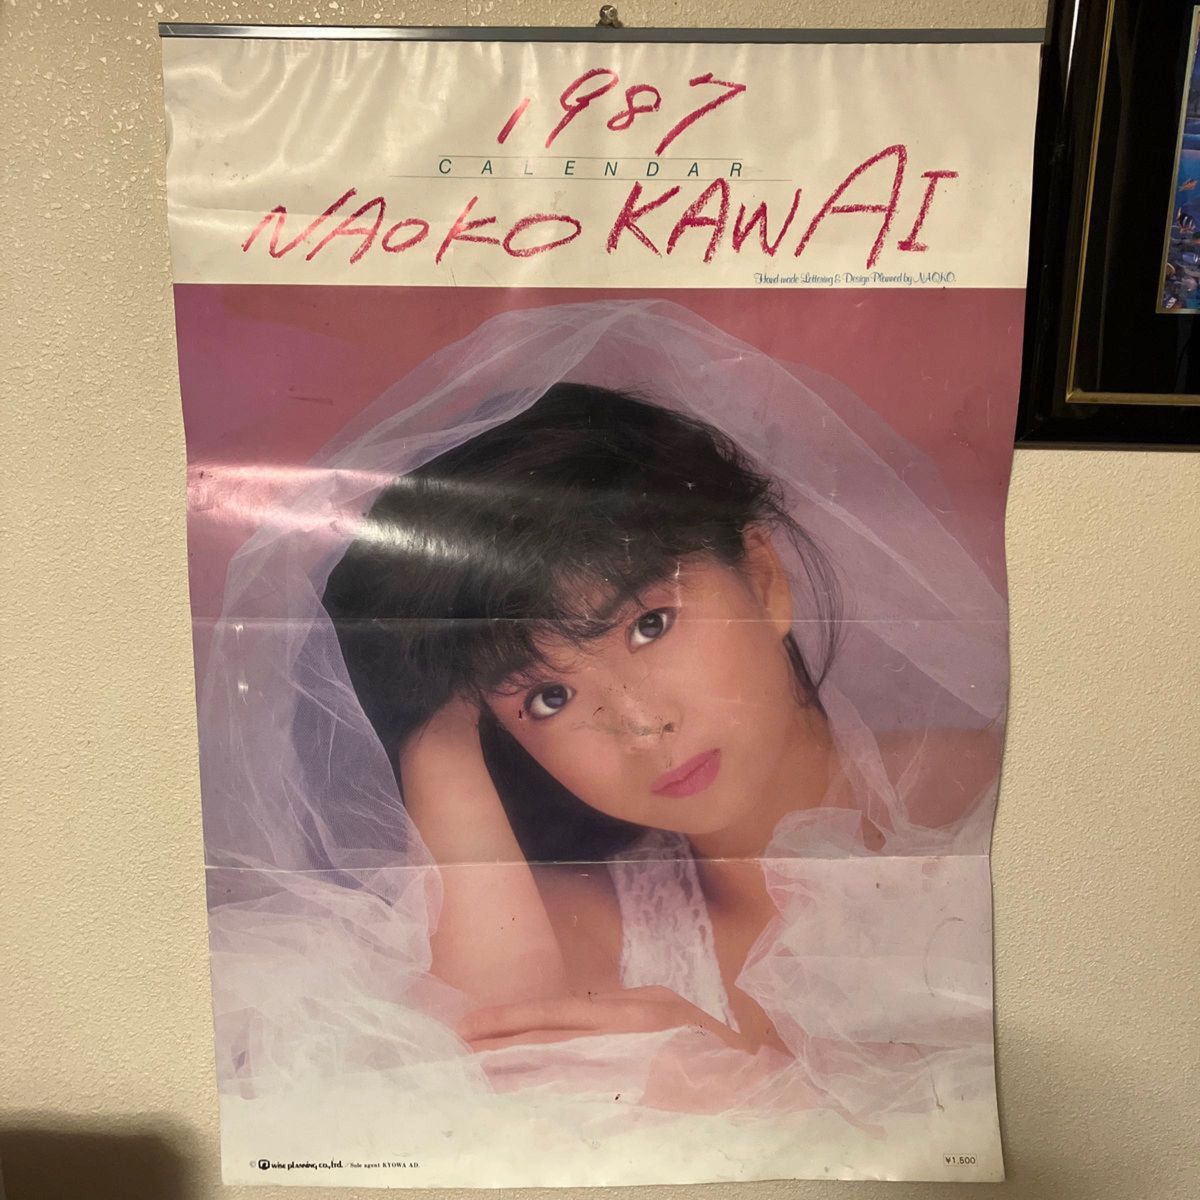 1987
CALENDAR
NAOKO KAWAI
Hand made Lettering & Design Planned by NAOKO.
© wise planning co., ltd. / Sole agent KYOWA AD.
¥1,500